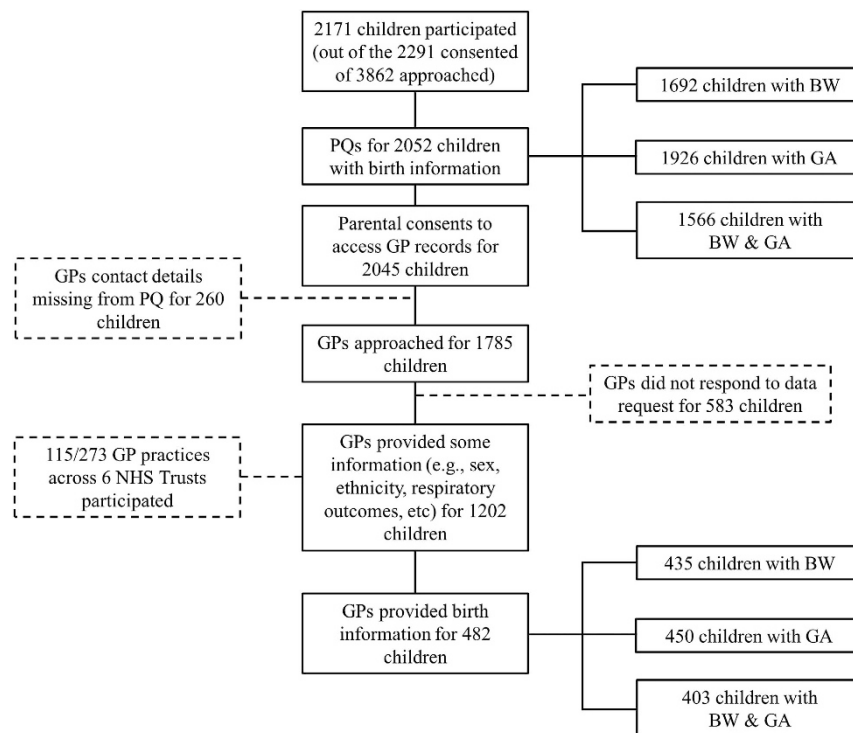 2171 children participated
(out of the 2291 consented
of 3862 approached)
1692 children with BW
PQs for 2052 children
with birth information
1926 children with GA
1566 children with
BW & GA
Parental consents to
access GP records for
2045 children
GPs contact details
missing from PQ for 260
children
GPs approached for 1785
children
GPs did not respond to data
request for 583 children
115/273 GP practices
across 6 NHS Trusts
participated
GPs provided some
information (e.g., sex,
ethnicity, respiratory
outcomes, etc) for 1202
children
435 children with BW
GPs provided birth
information for 482
children
450 children with GA
403 children with
BW & GA